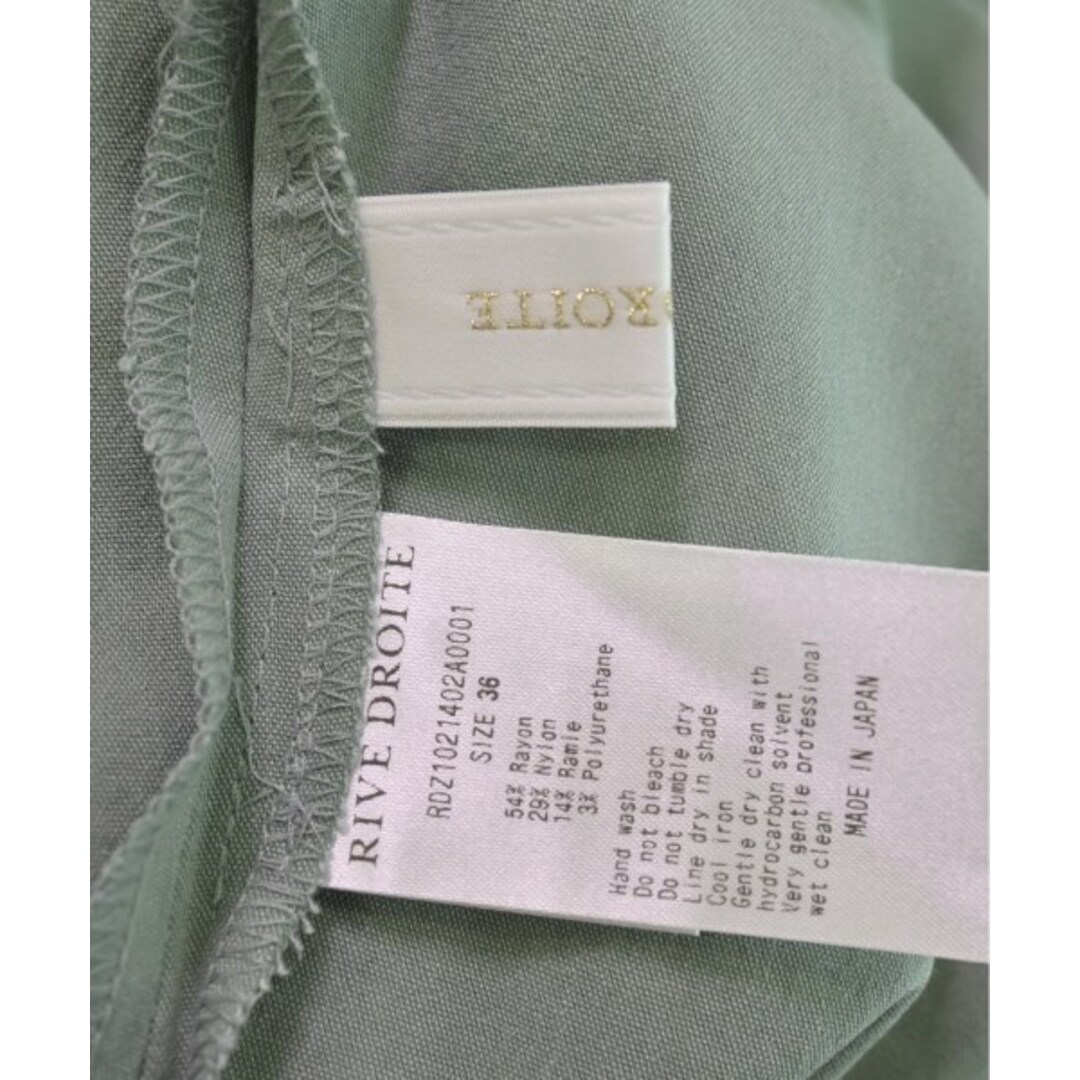 ROITE
RIVE DROITE
RDZ1021402A0001
SIZE 36
54% Rayon
29% Nylon
14% Ramie
3% Polyurethane
Hand wash
Do not bleach
Do not tumble dry
Line dry in shade
Cool iron
Gentle dry clean with
hydrocarbon solvent
Very gentle professional
wet clean
MADE IN JAPAN